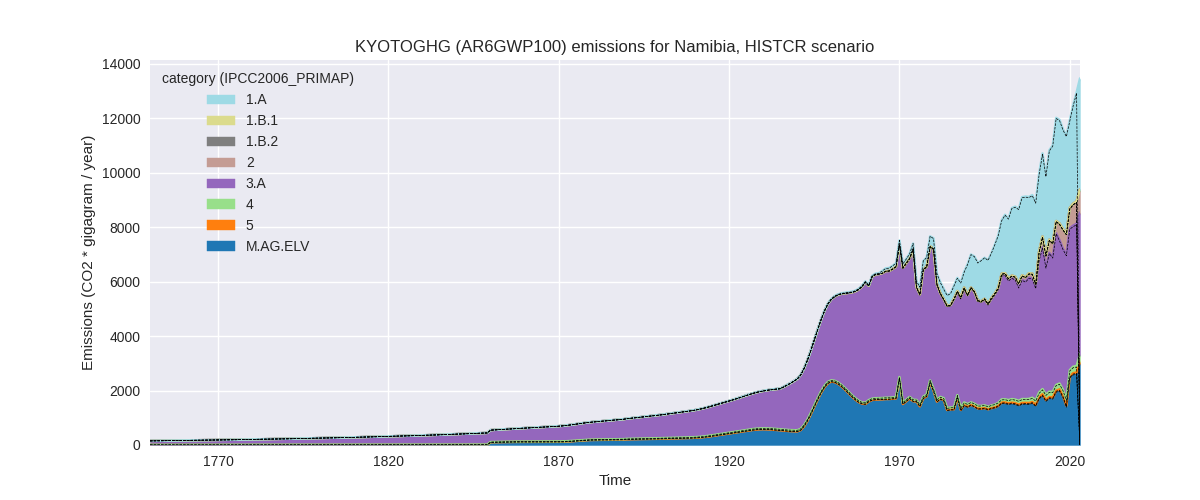 KYOTOGHG (AR6GWP100) emissions for Namibia, HISTCR scenario
14000
12000
10000
8000
6000
4000
2000
0
Emissions (CO2 * gigagram / year)
category (IPCC2006_PRIMAP)
1.A
1.B.1
1.B.2
2
3.A
4
5
M.AG.ELV
1770
1820
1870
1920
1970
2020
Time